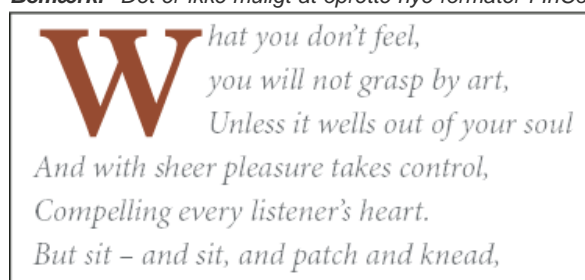 Bemærk: Det er ikke muligt at oprette nye formater i InCo
What you don't feel,
you will not grasp by art,
Unless it wells out of your soul
And with sheer pleasure takes control,
Compelling every listener's heart.
But sit – and sit, and patch and knead,